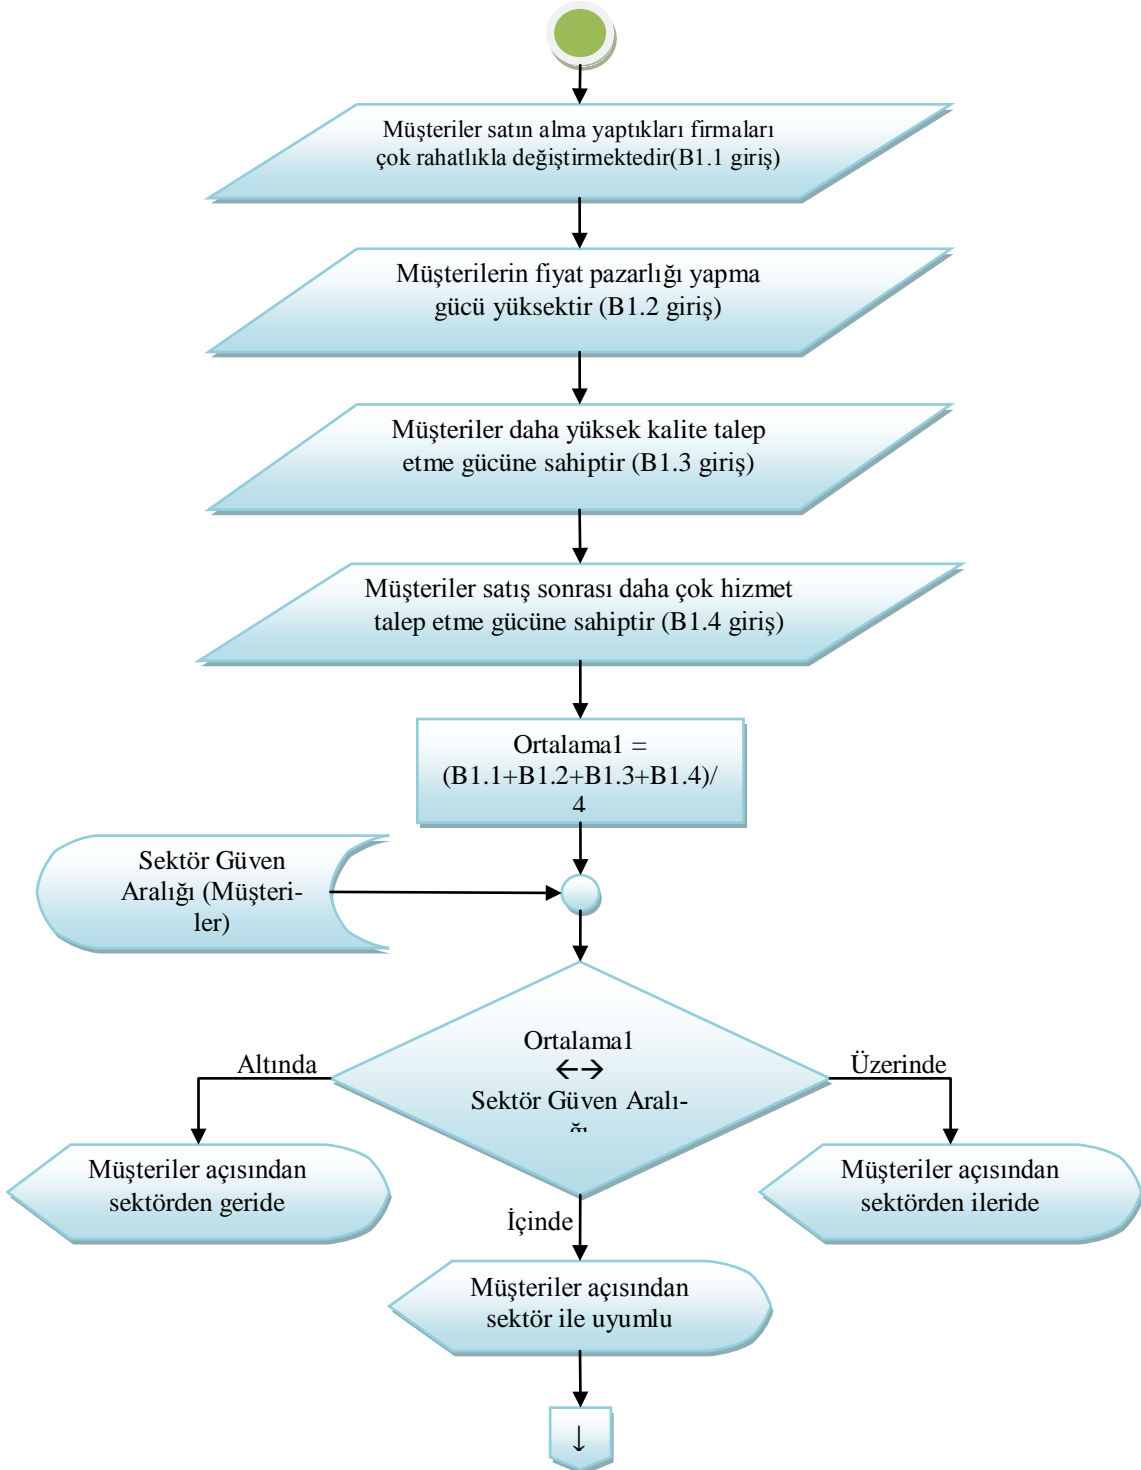 Müşteriler satın alma yaptıkları firmaları
çok rahatlıkla değiştirmektedir(B1.1 giriş)
Müşterilerin fiyat pazarlığı yapma
gücü yüksektir (B1.2 giriş)
Müşteriler daha yüksek kalite talep
etme gücüne sahiptir (B1.3 giriş)
Müşteriler satış sonrası daha çok hizmet
talep etme gücüne sahiptir (B1.4 giriş)
Ortalama1 =
(B1.1+B1.2+B1.3+B1.4)/
4
Sektör Güven
Aralığı (Müşteri-
ler)
Ortalama1
←→
Sektör Güven Aralı-
ğı
Altında
Üzerinde
Müşteriler açısından
sektörden geride
Müşteriler açısından
sektörden ileride
İçinde
Müşteriler açısından
sektör ile uyumlu
↓